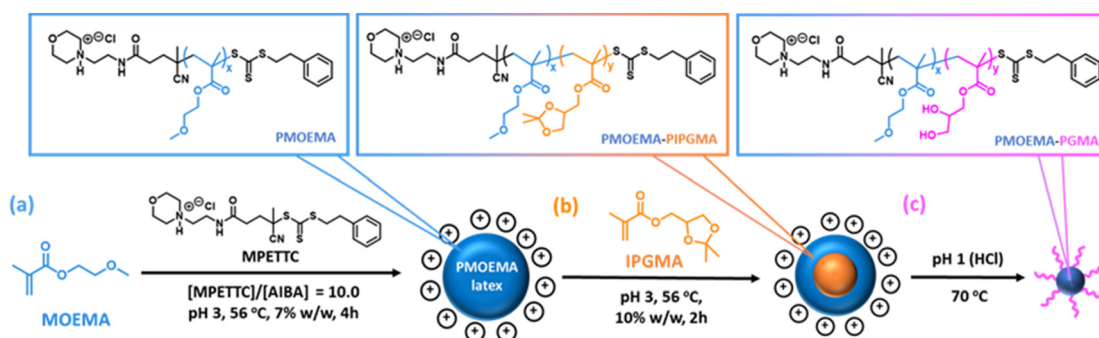 PMOEMA
PMOEMA-PIPGMA
PMOEMA-PGMA
(a)
MOEMA
MPETTC
[MPETTC]/[AIBA] = 10.0
pH 3, 56 °C, 7% w/w, 4h
PMOEMA
latex
(b)
IPGMA
pH 3, 56 °C,
10% w/w, 2h
(c)
pH 1 (HCl)
70 °C